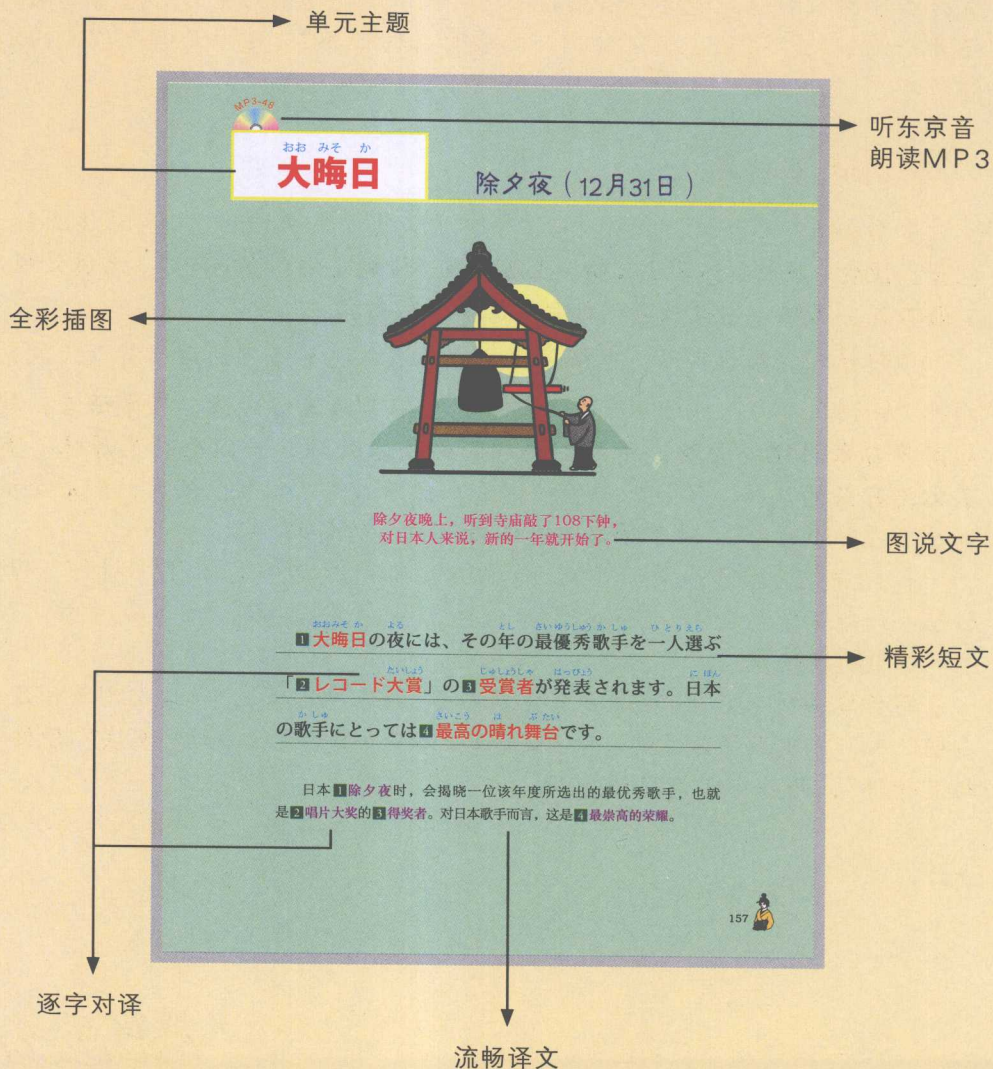 单元主题
MP3-48
听东京音
朗读MP3
おお みそ か
大晦日
除夕夜（12月31日）
全彩插图
除夕夜晚上，听到寺庙敲了108下钟，
对日本人来说，新的一年就开始了。
图说文字
おおみそ か よる とし さいゆうしゅう か しゅ ひとり えら
1大晦日の夜には、その年の最優秀歌手を一人選ぶ
精彩短文
たいしょう じゅしょうしゃ はっぴょう に ほん
「2レコード大賞」の3受賞者が発表されます。日本
か しゅ さいこう は ぶ たい
の歌手にとっては4最高の晴れ舞台です。
日本1除夕夜时，会揭晓一位该年度所选出的最优秀歌手，也就
是2唱片大奖的3得奖者。对日本歌手而言，这是4最崇高的荣耀。
157
逐字对译
流畅译文